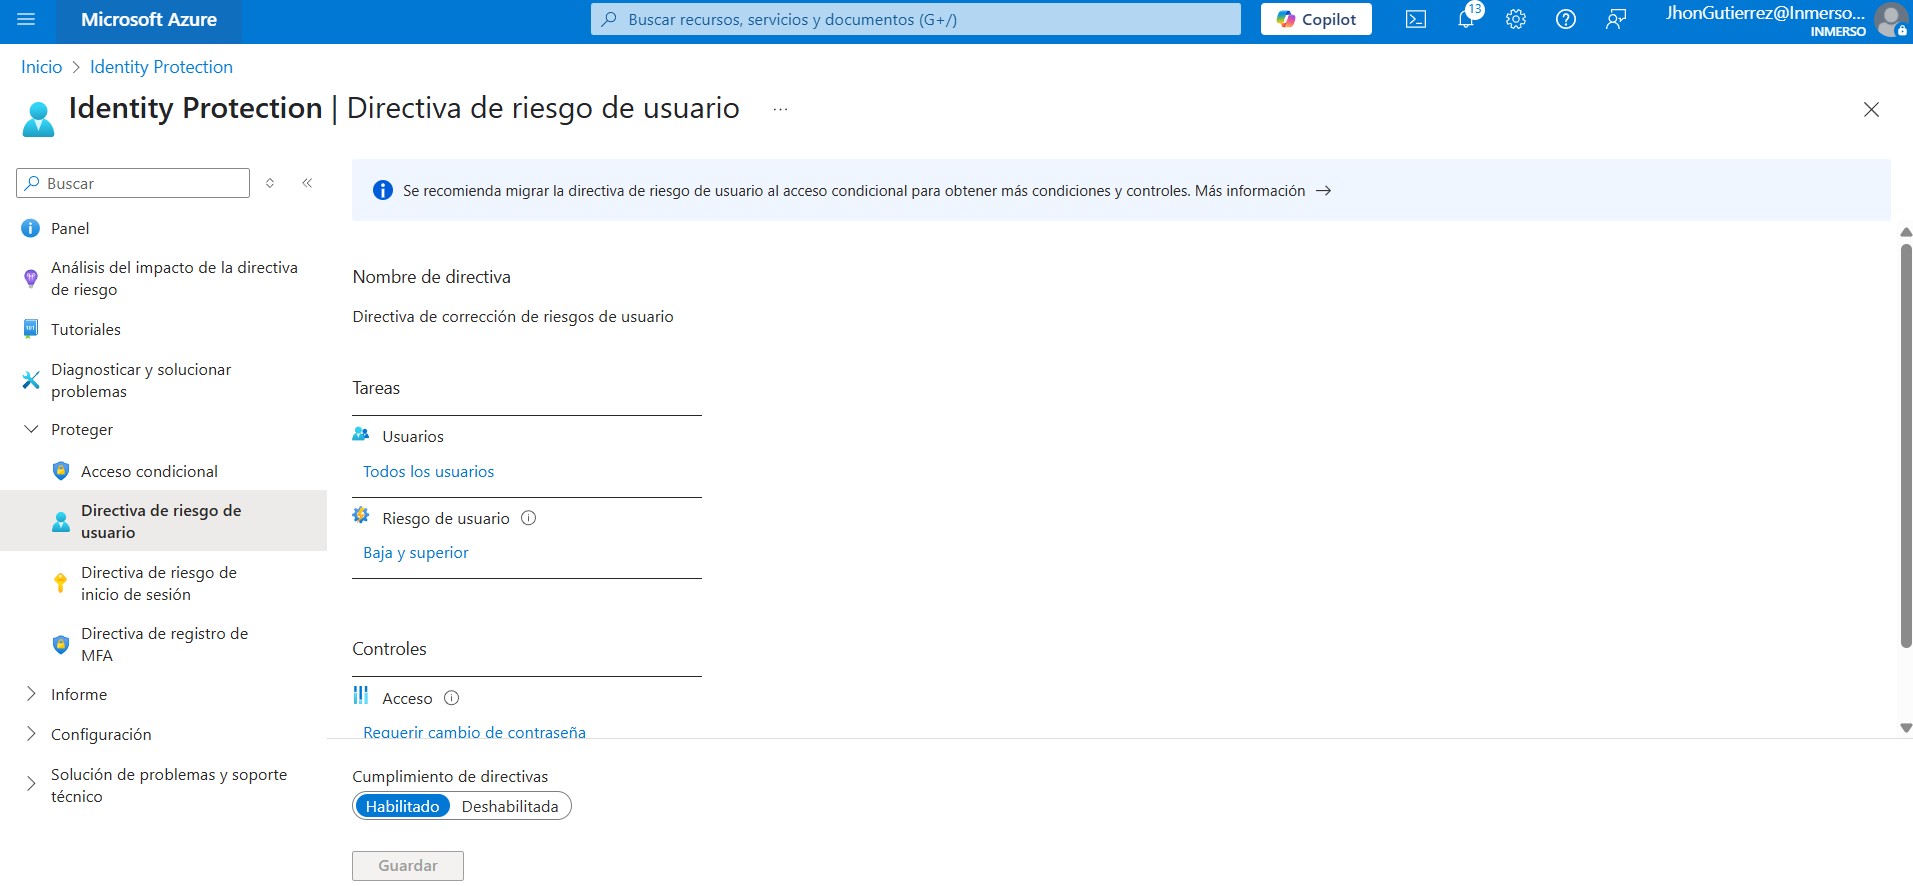 Microsoft Azure
Buscar recursos, servicios y documentos (G+/)
Copilot
13
JhonGutierrez@Inmerso...
INMERSO
Inicio > Identity Protection
Identity Protection | Directiva de riesgo de usuario ...
Buscar
Panel
Análisis del impacto de la directiva
de riesgo
Tutoriales
Diagnosticar y solucionar
problemas
Proteger
Acceso condicional
Directiva de riesgo de
usuario
Directiva de riesgo de
inicio de sesión
Directiva de registro de
MFA
Informe
Configuración
Solución de problemas y soporte
técnico
Se recomienda migrar la directiva de riesgo de usuario al acceso condicional para obtener más condiciones y controles. Más información →
Nombre de directiva
Directiva de corrección de riesgos de usuario
Tareas
Usuarios
Todos los usuarios
Riesgo de usuario
Baja y superior
Controles
Acceso
Requerir cambio de contraseña
Cumplimiento de directivas
Habilitado Deshabilitada
Guardar